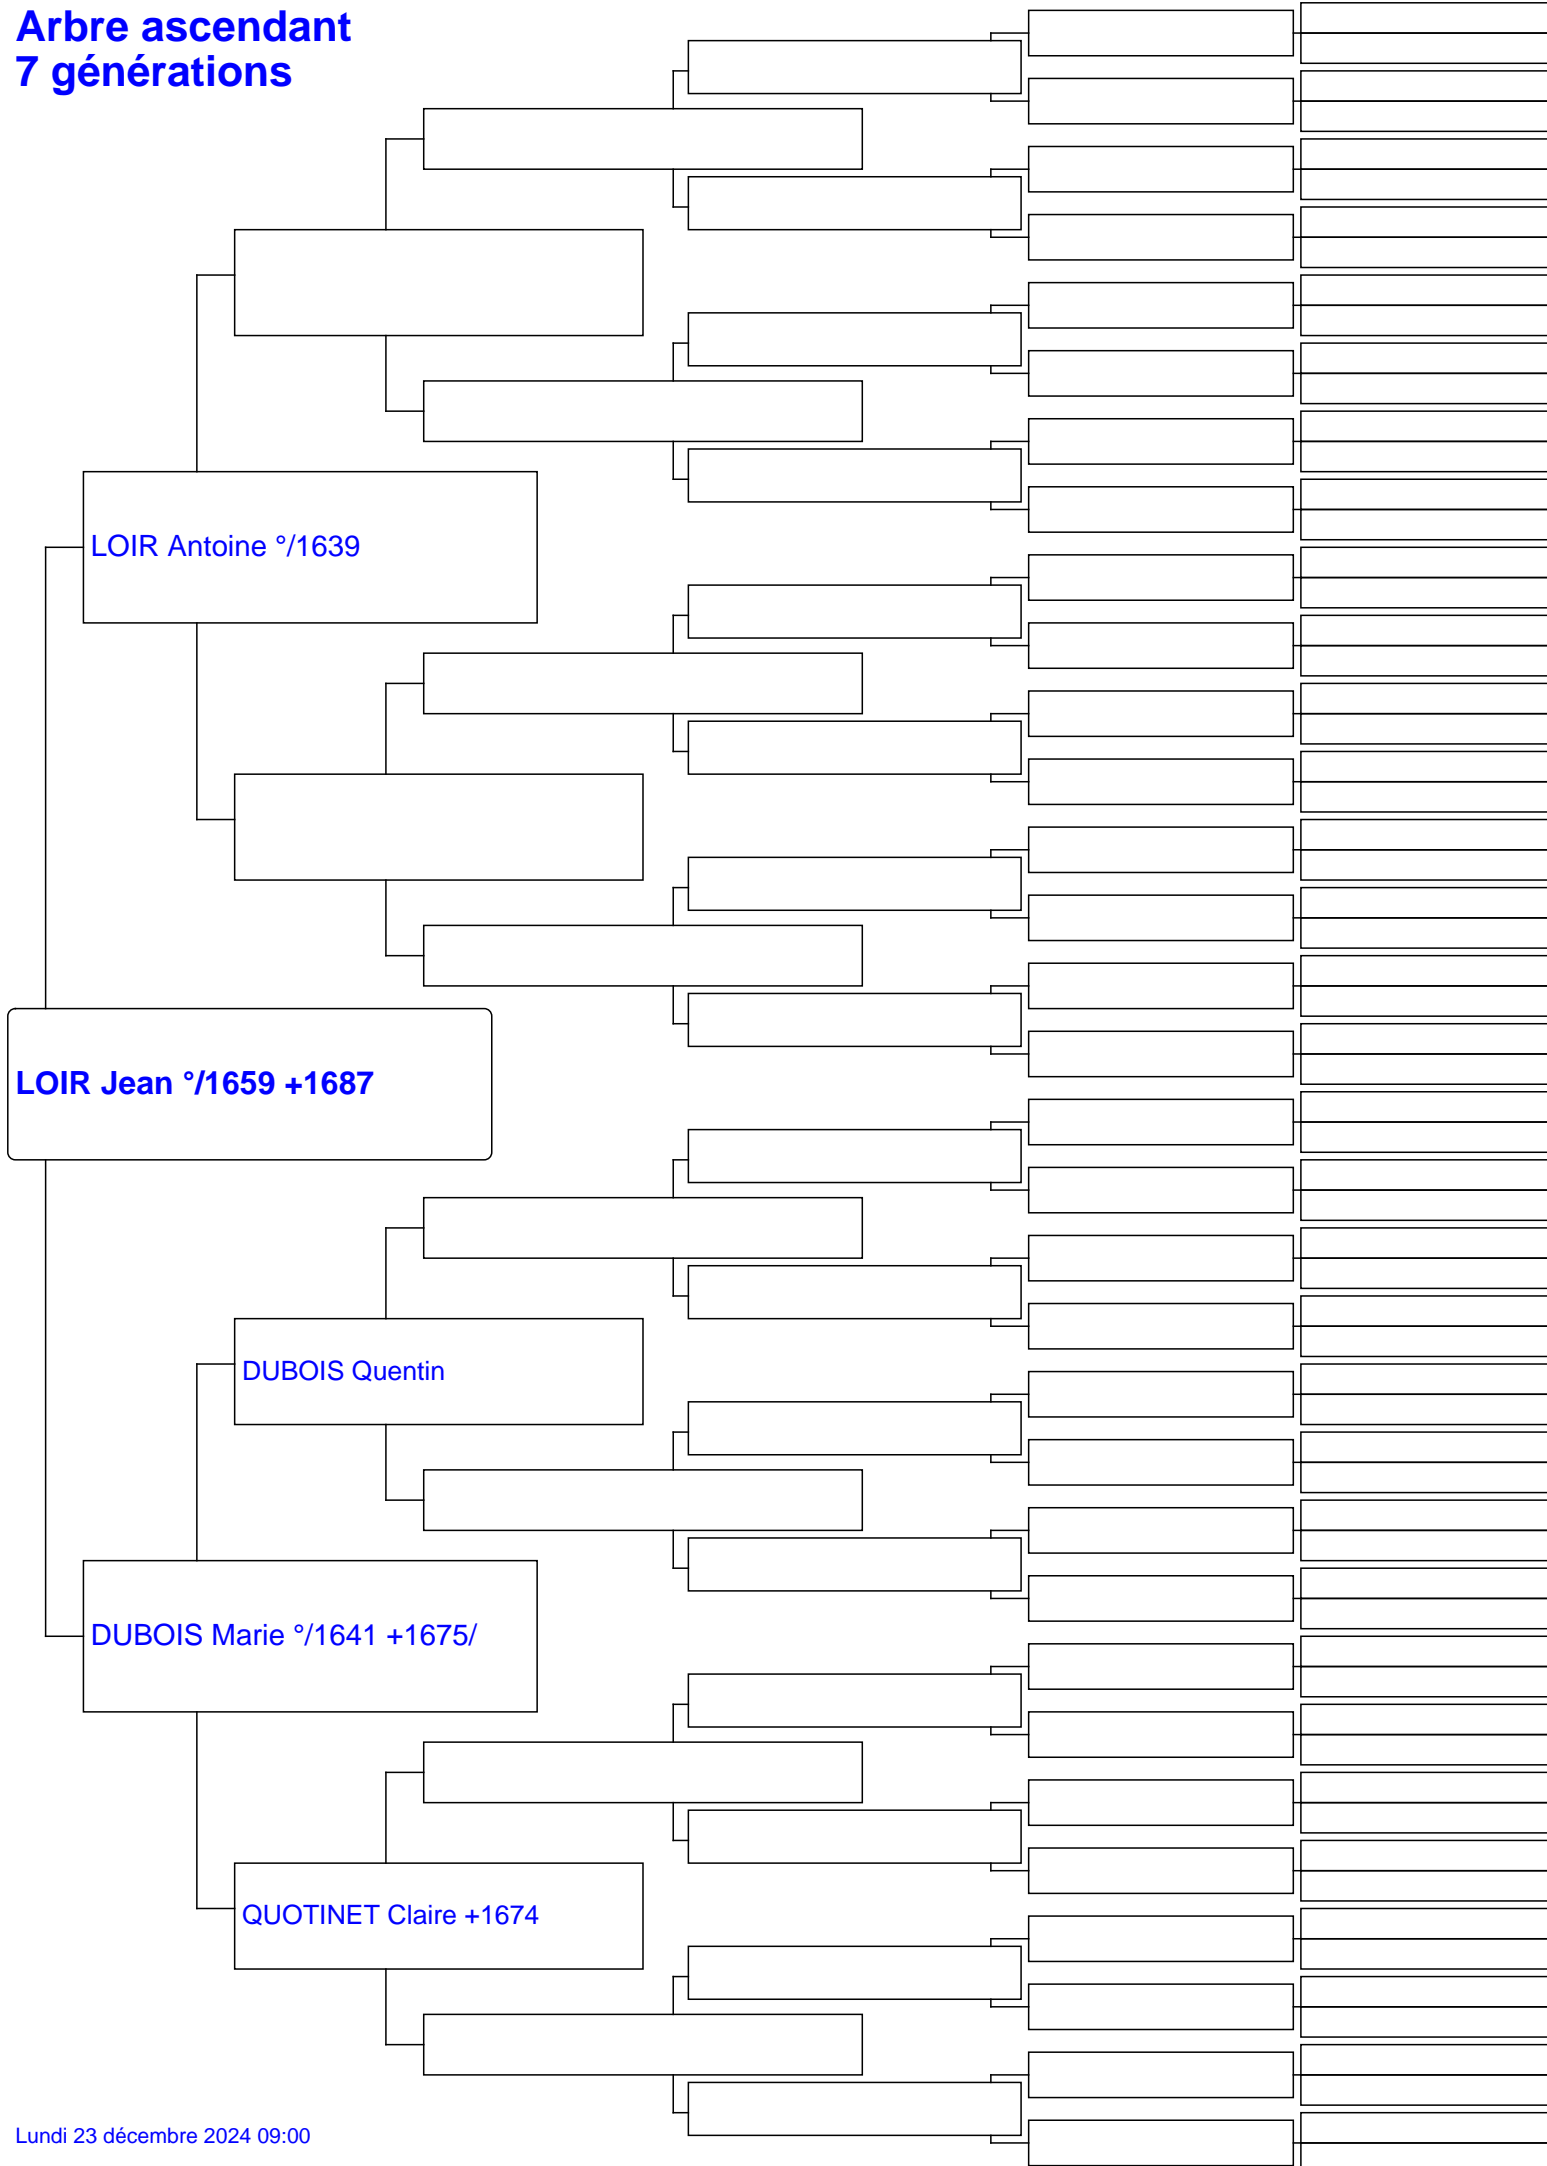 Arbre ascendant
7 générations
LOIR Antoine °/1639
LOIR Jean °/1659 +1687
DUBOIS Quentin
DUBOIS Marie °/1641 +1675/
QUOTINET Claire +1674
Lundi 23 décembre 2024 09:00